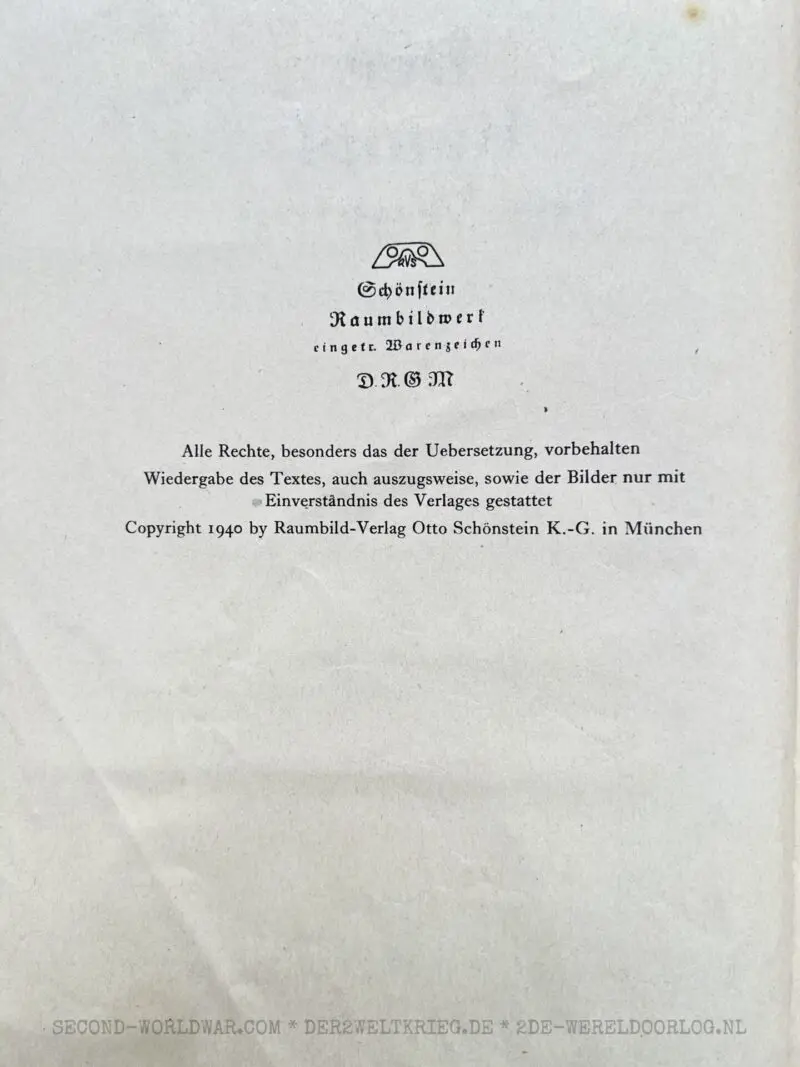 RVS
Schönstein
Raumbildwerk
eingetr. Warenzeichen
D. R. G M
Alle Rechte, besonders das der Uebersetzung, vorbehalten
Wiedergabe des Textes, auch auszugsweise, sowie der Bilder nur mit
Einverständnis des Verlages gestattet
Copyright 1940 by Raumbild-Verlag Otto Schönstein K.-G. in München
SECOND-WORLDWAR.COM * DER2WELTKRIEG.DE * 2DE-WERELDOORLOG.NL